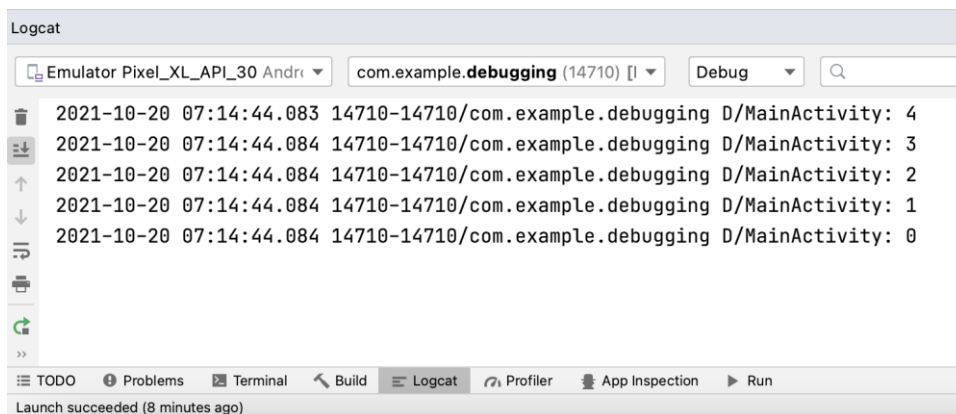 Logcat
Emulator Pixel_XL_API_30 Andr com.example.debugging (14710) [ Debug
2021-10-20 07:14:44.083 14710-14710/com.example.debugging D/MainActivity: 4
2021-10-20 07:14:44.084 14710-14710/com.example.debugging D/MainActivity: 3
2021-10-20 07:14:44.084 14710-14710/com.example.debugging D/MainActivity: 2
2021-10-20 07:14:44.084 14710-14710/com.example.debugging D/MainActivity: 1
2021-10-20 07:14:44.084 14710-14710/com.example.debugging D/MainActivity: 0
TODO Problems Terminal Build Logcat Profiler App Inspection Run
Launch succeeded (8 minutes ago)